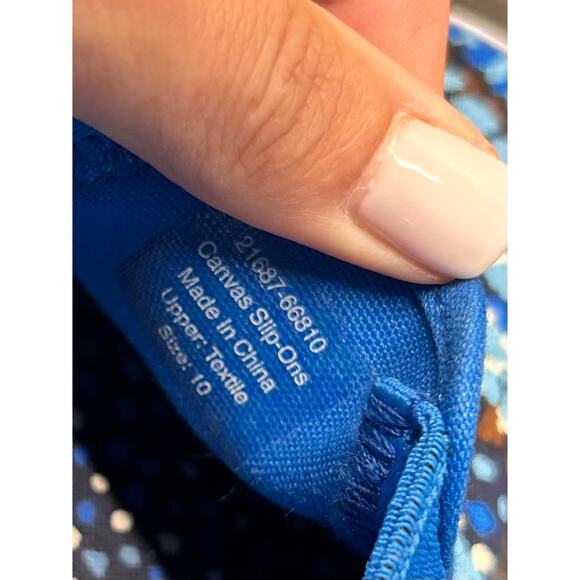 21687-66810
Canvas Slip-Ons
Made In China
Upper: Textile
Size: 10